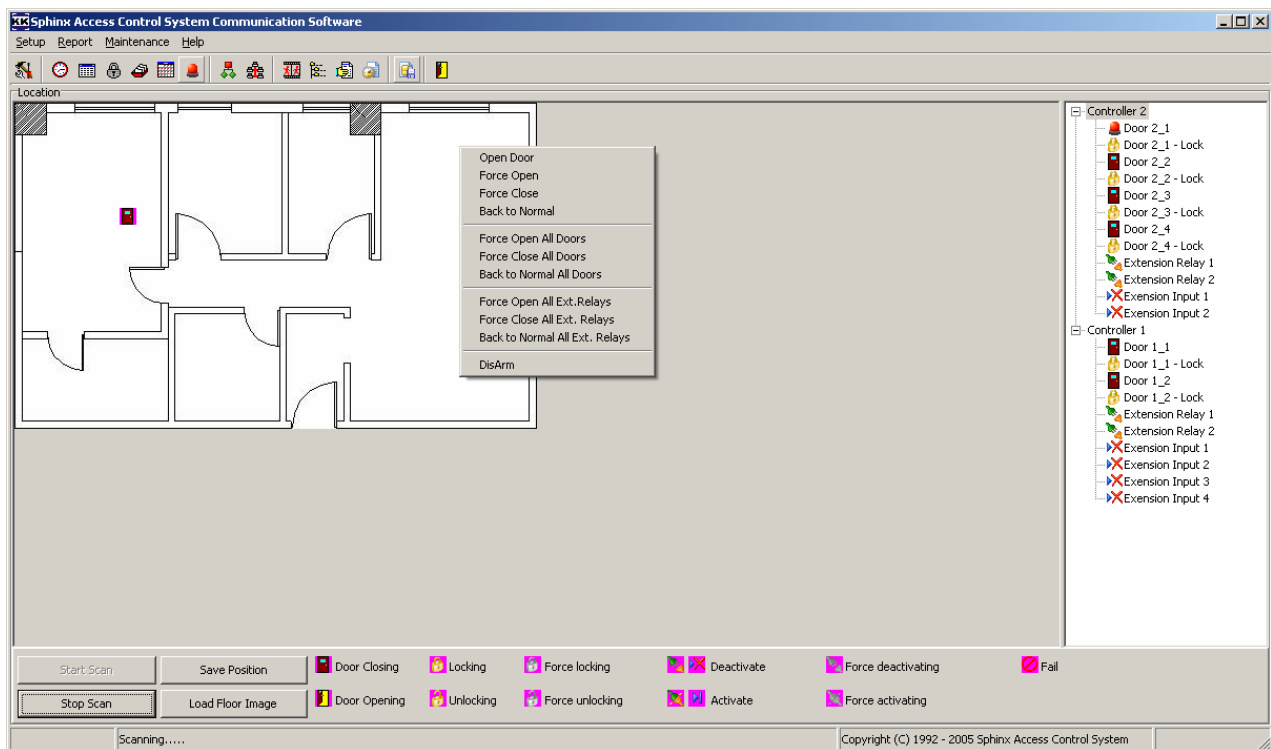 Sphinx Access Control System Communication Software
Setup Report Maintenance Help
Location
Open Door
Force Open
Force Close
Back to Normal
Force Open All Doors
Force Close All Doors
Back to Normal All Doors
Force Open All Ext.Relays
Force Close All Ext. Relays
Back to Normal All Ext. Relays
DisArm
Controller 2
Door 2_1
Door 2_1 - Lock
Door 2_2
Door 2_2 - Lock
Door 2_3
Door 2_3 - Lock
Door 2_4
Door 2_4 - Lock
Extension Relay 1
Extension Relay 2
Exension Input 1
Exension Input 2
Controller 1
Door 1_1
Door 1_1 - Lock
Door 1_2
Door 1_2 - Lock
Extension Relay 1
Extension Relay 2
Exension Input 1
Exension Input 2
Exension Input 3
Exension Input 4
Start Scan Save Position Door Closing Locking Force locking Deactivate Force deactivating Fail
Stop Scan Load Floor Image Door Opening Unlocking Force unlocking Activate Force activating
Scanning..... Copyright (C) 1992 - 2005 Sphinx Access Control System